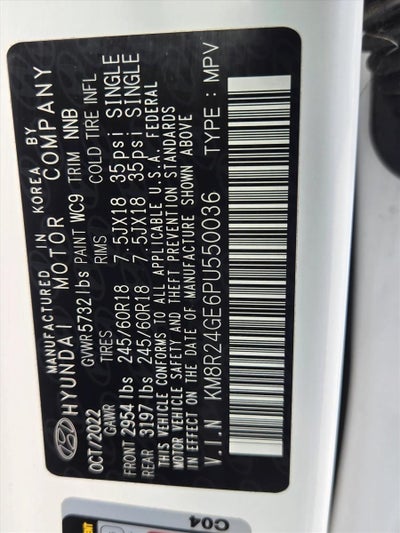 MANUFACTURED IN KOREA BY
HYUNDAI MOTOR COMPANY
OCT/2022 GVWR 5732 lbs PAINT WC9 TRIM NNB
GAWR TIRES RIMS COLD TIRE INFL
FRONT 2954 lbs 245/60R18 7.5JX18 35psi SINGLE
REAR 3197 lbs 245/60R18 7.5JX18 35psi SINGLE
THIS VEHICLE CONFORMS TO ALL APPLICABLE U.S.A. FEDERAL
MOTOR VEHICLE SAFETY AND THEFT PREVENTION STANDARDS
IN EFFECT ON THE DATE OF MANUFACTURE SHOWN ABOVE
V.I.N KM8R24GE6PU550036 TYPE : MPV
C04